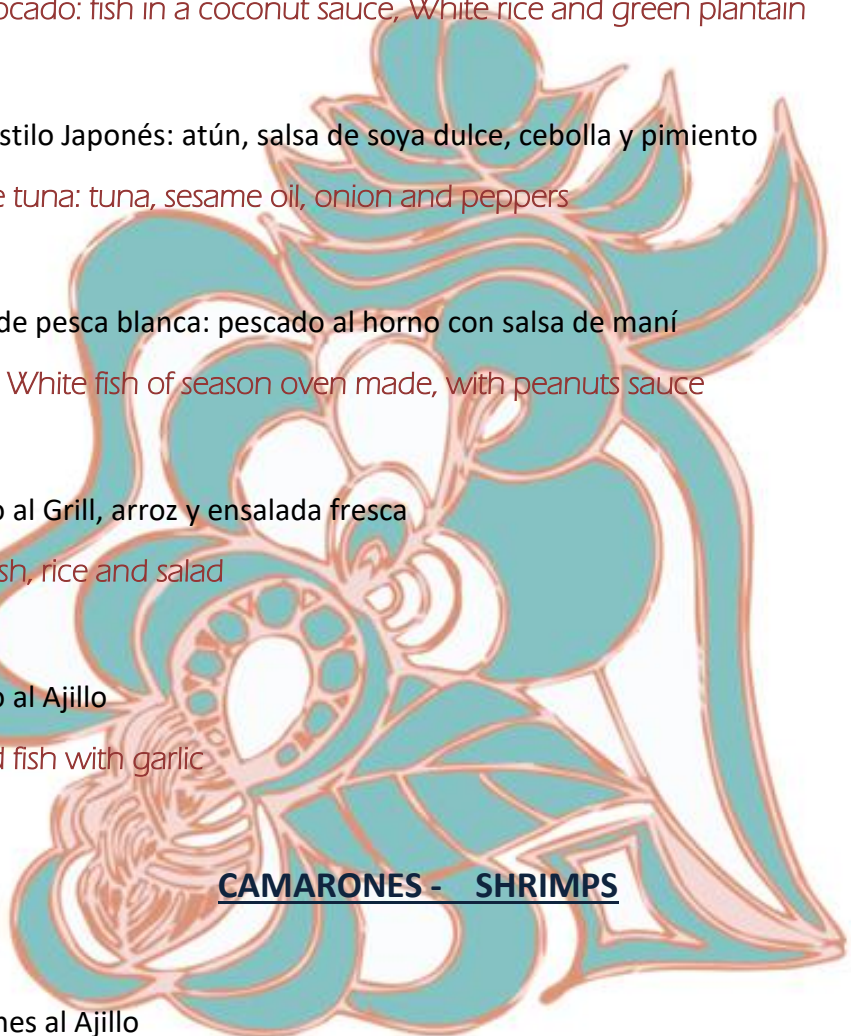 ocado: fish in a coconut sauce, White rice and green plantain
stilo Japonés: atún, salsa de soya dulce, cebolla y pimiento
e tuna: tuna, sesame oil, onion and peppers
de pesca blanca: pescado al horno con salsa de maní
White fish of season oven made, with peanuts sauce
o al Grill, arroz y ensalada fresca
sh, rice and salad
o al Ajillo
d fish with garlic
CAMARONES - SHRIMPS
nes al Ajillo